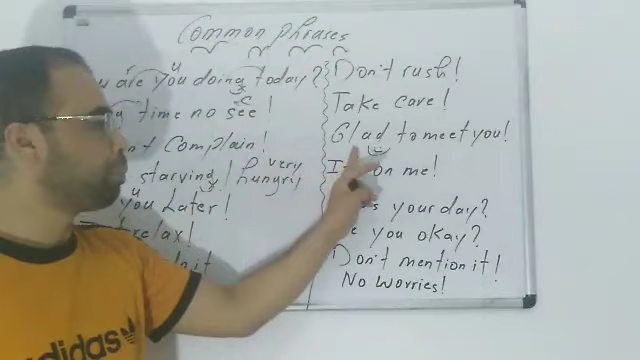 Common phrases
are you doing today?
r u
time no see!
C
Complain!
starving / very hungry
you Later!
u
relax!
Don't rush!
Take care!
Glad to meet you!
on me!
your day?
you okay?
Don't mention it!
No worries!
adidas